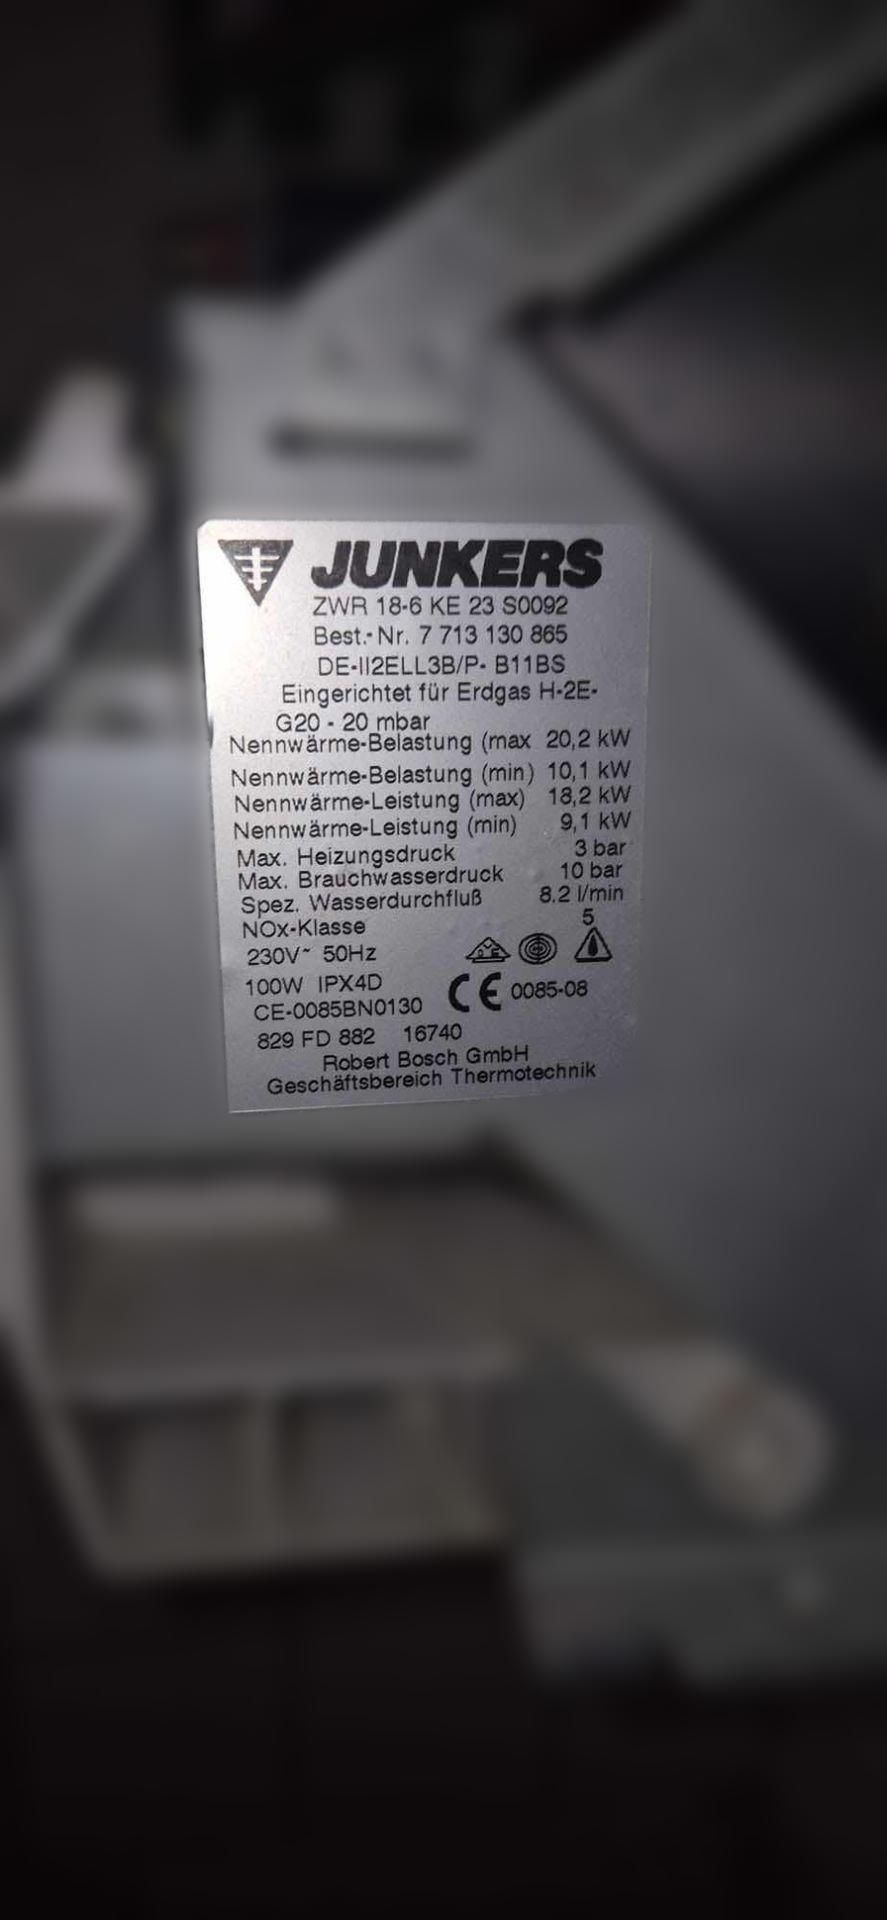 JUNKERS
ZWR 18-6 KE 23 S0092
Best.-Nr. 7 713 130 865
DE-II2ELL3B/P- B11BS
Eingerichtet für Erdgas H-2E-
G20 - 20 mbar
Nennwärme-Belastung (max 20,2 kW
Nennwärme-Belastung (min) 10,1 kW
Nennwärme-Leistung (max) 18,2 kW
Nennwärme-Leistung (min) 9,1 kW
Max. Heizungsdruck 3 bar
Max. Brauchwasserdruck 10 bar
Spez. Wasserdurchfluß 8.2 l/min
NOx-Klasse 5
230V~ 50Hz
100W IPX4D
CE 0085-08
CE-0085BN0130
829 FD 882 16740
Robert Bosch GmbH
Geschäftsbereich Thermotechnik